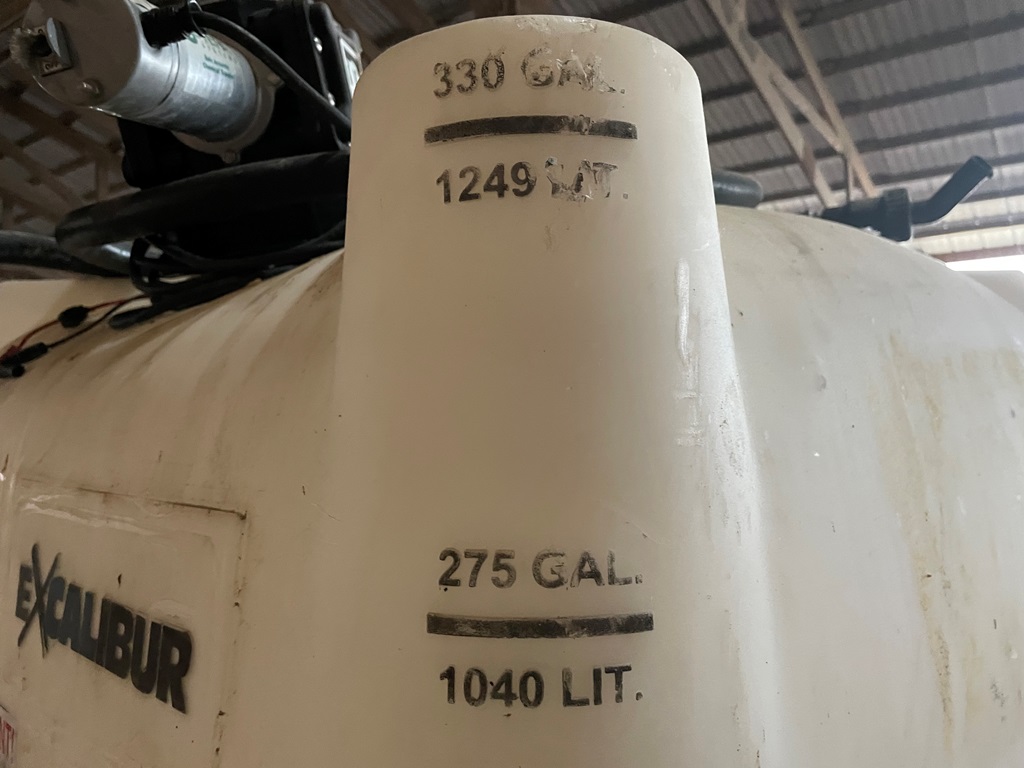 330 GAL.
1249 LIT.
275 GAL.
1040 LIT.
EXCALIBUR